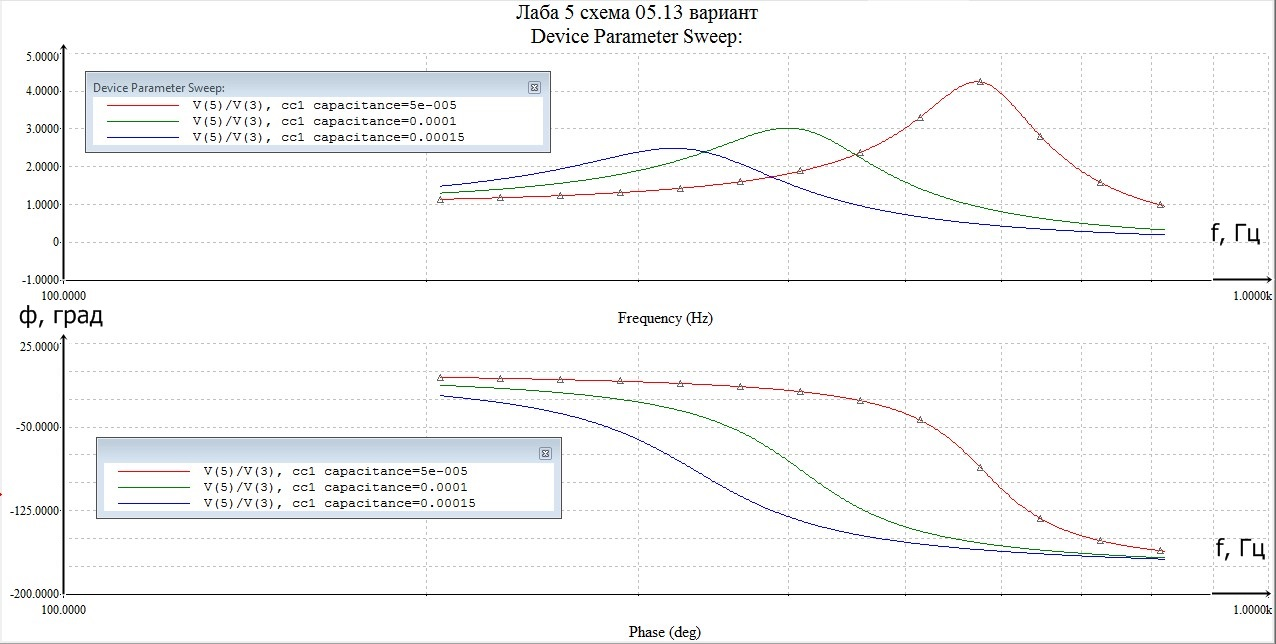 Лаба 5 схема 05.13 вариант
Device Parameter Sweep:
5.0000
Device Parameter Sweep:
4.0000
V(5)/V(3), cc1 capacitance=5e-005
V(5)/V(3), cc1 capacitance=0.0001
3.0000
V(5)/V(3), cc1 capacitance=0.00015
2.0000
1.0000
f, Гц
0
-1.0000
100.0000
1.0000k
ф, град
Frequency (Hz)
25.0000
-50.0000
V(5)/V(3), cc1 capacitance=5e-005
V(5)/V(3), cc1 capacitance=0.0001
V(5)/V(3), cc1 capacitance=0.00015
-125.0000
f, Гц
-200.0000
100.0000
1.0000k
Phase (deg)